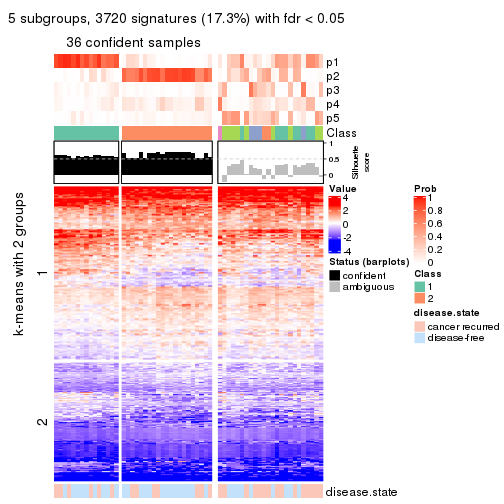 5 subgroups, 3720 signatures (17.3%) with fdr < 0.05
36 confident samples
p1
p2
p3
p4
p5
Class
1
0.5
0
Silhouette
score
k-means with 2 groups
1
2
Value
4
2
0
-2
-4
Status (barplots)
confident
ambiguous
Prob
1
0.8
0.6
0.4
0.2
0
Class
1
2
disease.state
cancer recurred
disease-free
disease.state